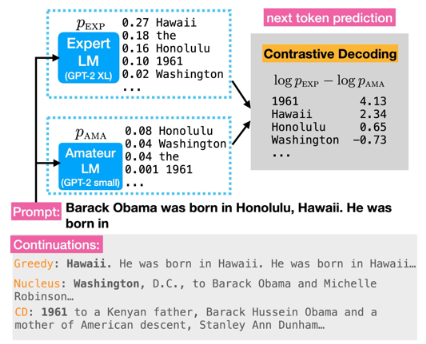 p_EXP
Expert
LM
(GPT-2 XL)
0.27 Hawaii
0.18 the
0.16 Honolulu
0.10 1961
0.02 Washington
...
p_AMA
Amateur
LM
(GPT-2 small)
0.08 Honolulu
0.04 Washington
0.04 the
0.001 1961
...
next token prediction
Contrastive Decoding
log p_EXP − log p_AMA
1961 4.13
Hawaii 2.34
Honolulu 0.65
Washington −0.73
...
Prompt: Barack Obama was born in Honolulu, Hawaii. He was
born in
Continuations:
Greedy: Hawaii. He was born in Hawaii. He was born in Hawaii…
Nucleus: Washington, D.C., to Barack Obama and Michelle
Robinson…
CD: 1961 to a Kenyan father, Barack Hussein Obama and a
mother of American descent, Stanley Ann Dunham…